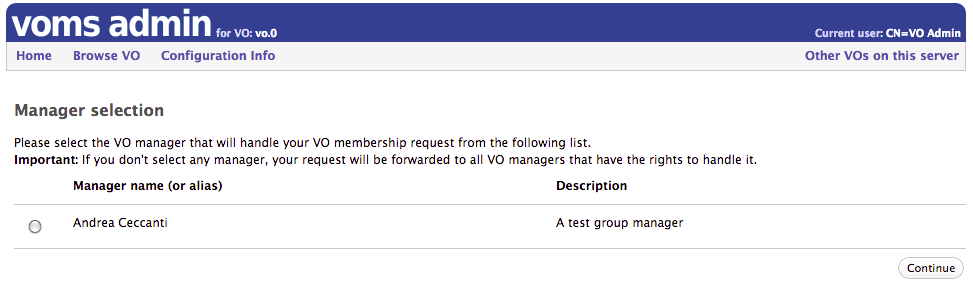 voms admin for VO: vo.0 Current user: CN=VO Admin
Home Browse VO Configuration Info Other VOs on this server
Manager selection
Please select the VO manager that will handle your VO membership request from the following list.
Important: If you don't select any manager, your request will be forwarded to all VO managers that have the rights to handle it.
Manager name (or alias) Description
Andrea Ceccanti A test group manager
Continue